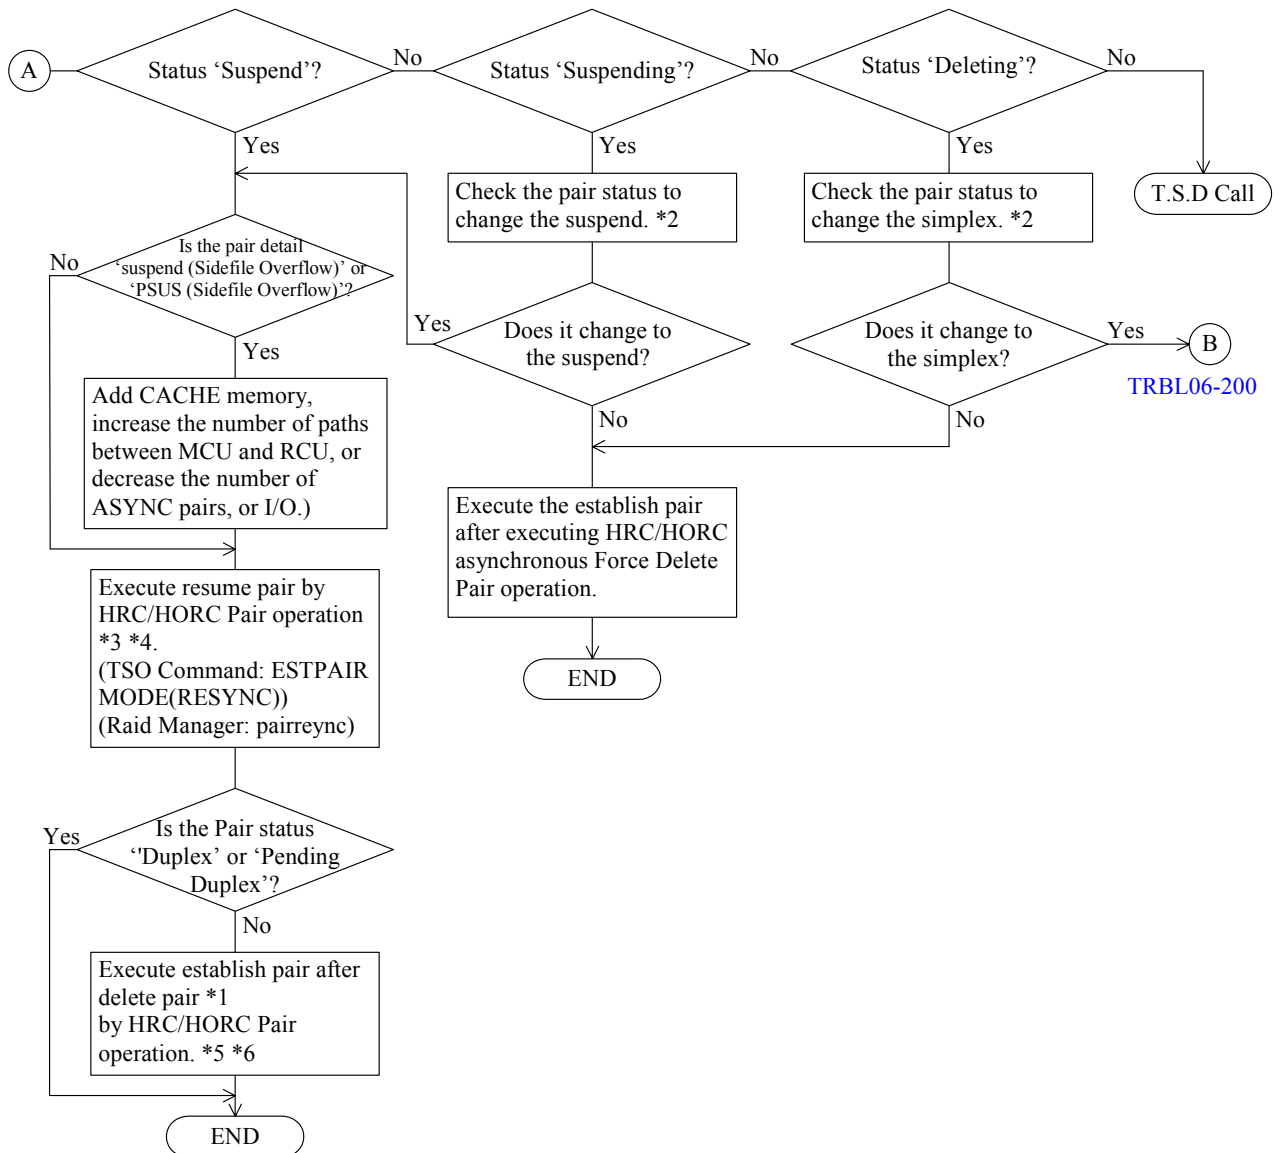 A
Status ‘Suspend’?
No
Status ‘Suspending’?
No
Status ‘Deleting’?
No
Yes
Yes
Yes
Check the pair status to
change the suspend. *2
Check the pair status to
change the simplex. *2
T.S.D Call
Is the pair detail
‘suspend (Sidefile Overflow)’ or
‘PSUS (Sidefile Overflow)’?
No
Yes
Does it change to
the suspend?
Yes
No
Does it change to
the simplex?
Yes
B
TRBL06-200
No
Add CACHE memory,
increase the number of paths
between MCU and RCU, or
decrease the number of
ASYNC pairs, or I/O.)
Execute the establish pair
after executing HRC/HORC
asynchronous Force Delete
Pair operation.
END
Execute resume pair by
HRC/HORC Pair operation
*3 *4.
(TSO Command: ESTPAIR
MODE(RESYNC))
(Raid Manager: pairreync)
Is the Pair status
‘'Duplex’ or ‘Pending
Duplex’?
Yes
No
Execute establish pair after
delete pair *1
by HRC/HORC Pair
operation. *5 *6
END